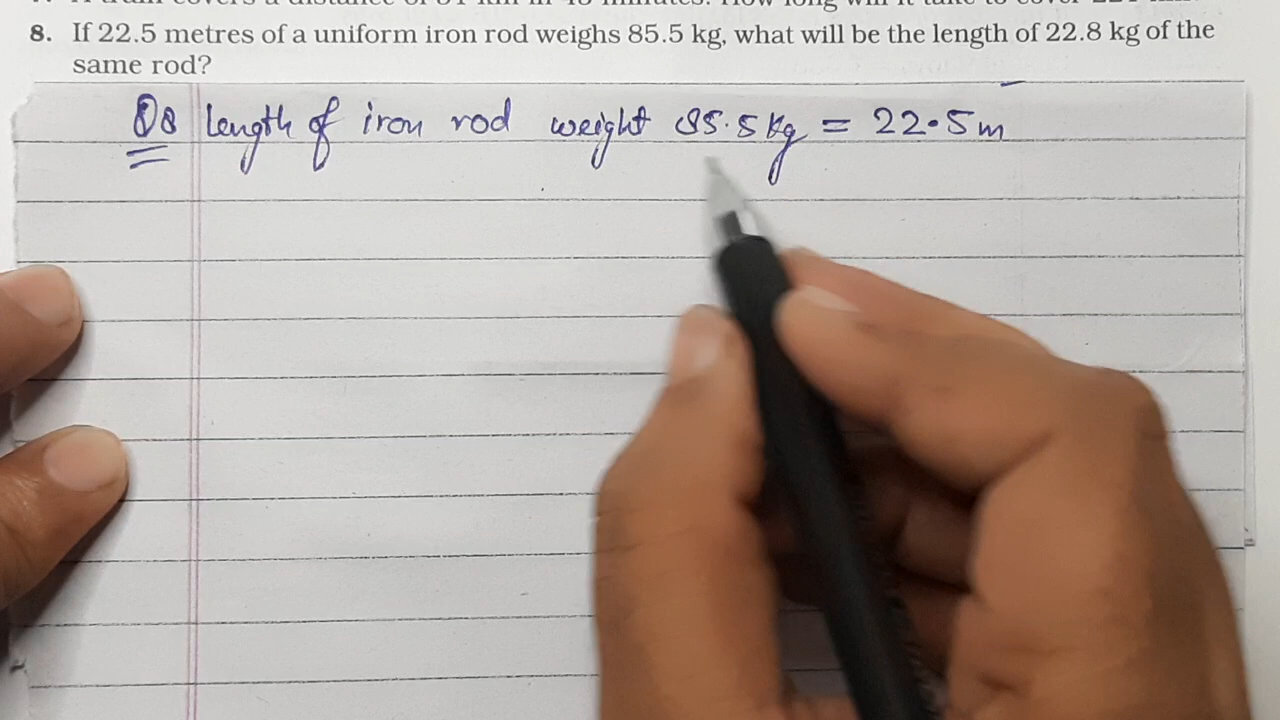 8. If 22.5 metres of a uniform iron rod weighs 85.5 kg, what will be the length of 22.8 kg of the
same rod?
Q8 length of iron rod weight 85.5 kg = 22.5 m